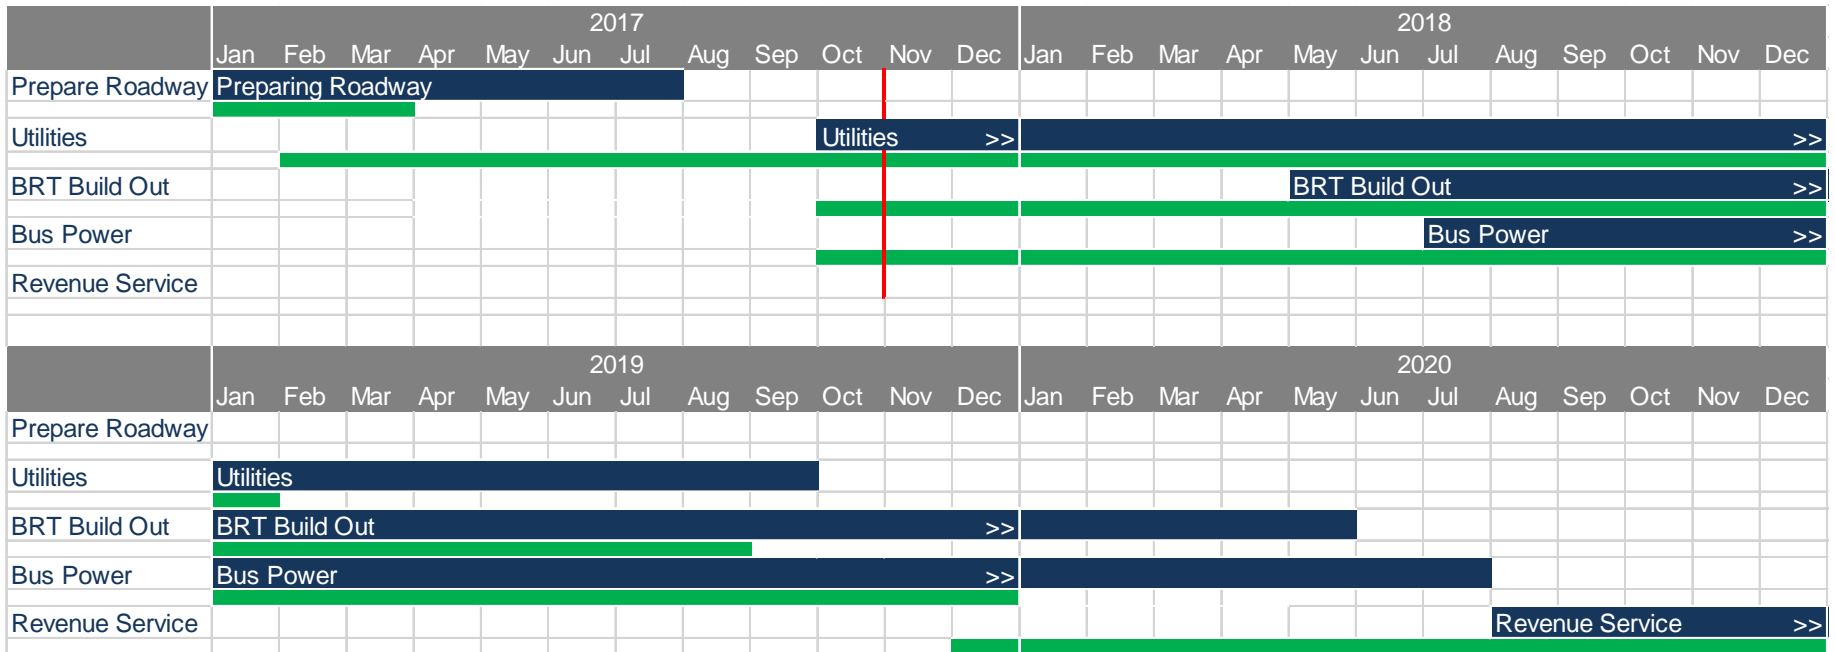 2017 2018
Jan Feb Mar Apr May Jun Jul Aug Sep Oct Nov Dec Jan Feb Mar Apr May Jun Jul Aug Sep Oct Nov Dec
Prepare Roadway Preparing Roadway
Utilities Utilities >> >>
BRT Build Out BRT Build Out >>
Bus Power Bus Power >>
Revenue Service
2019 2020
Jan Feb Mar Apr May Jun Jul Aug Sep Oct Nov Dec Jan Feb Mar Apr May Jun Jul Aug Sep Oct Nov Dec
Prepare Roadway
Utilities Utilities
BRT Build Out BRT Build Out >>
Bus Power Bus Power >>
Revenue Service Revenue Service >>